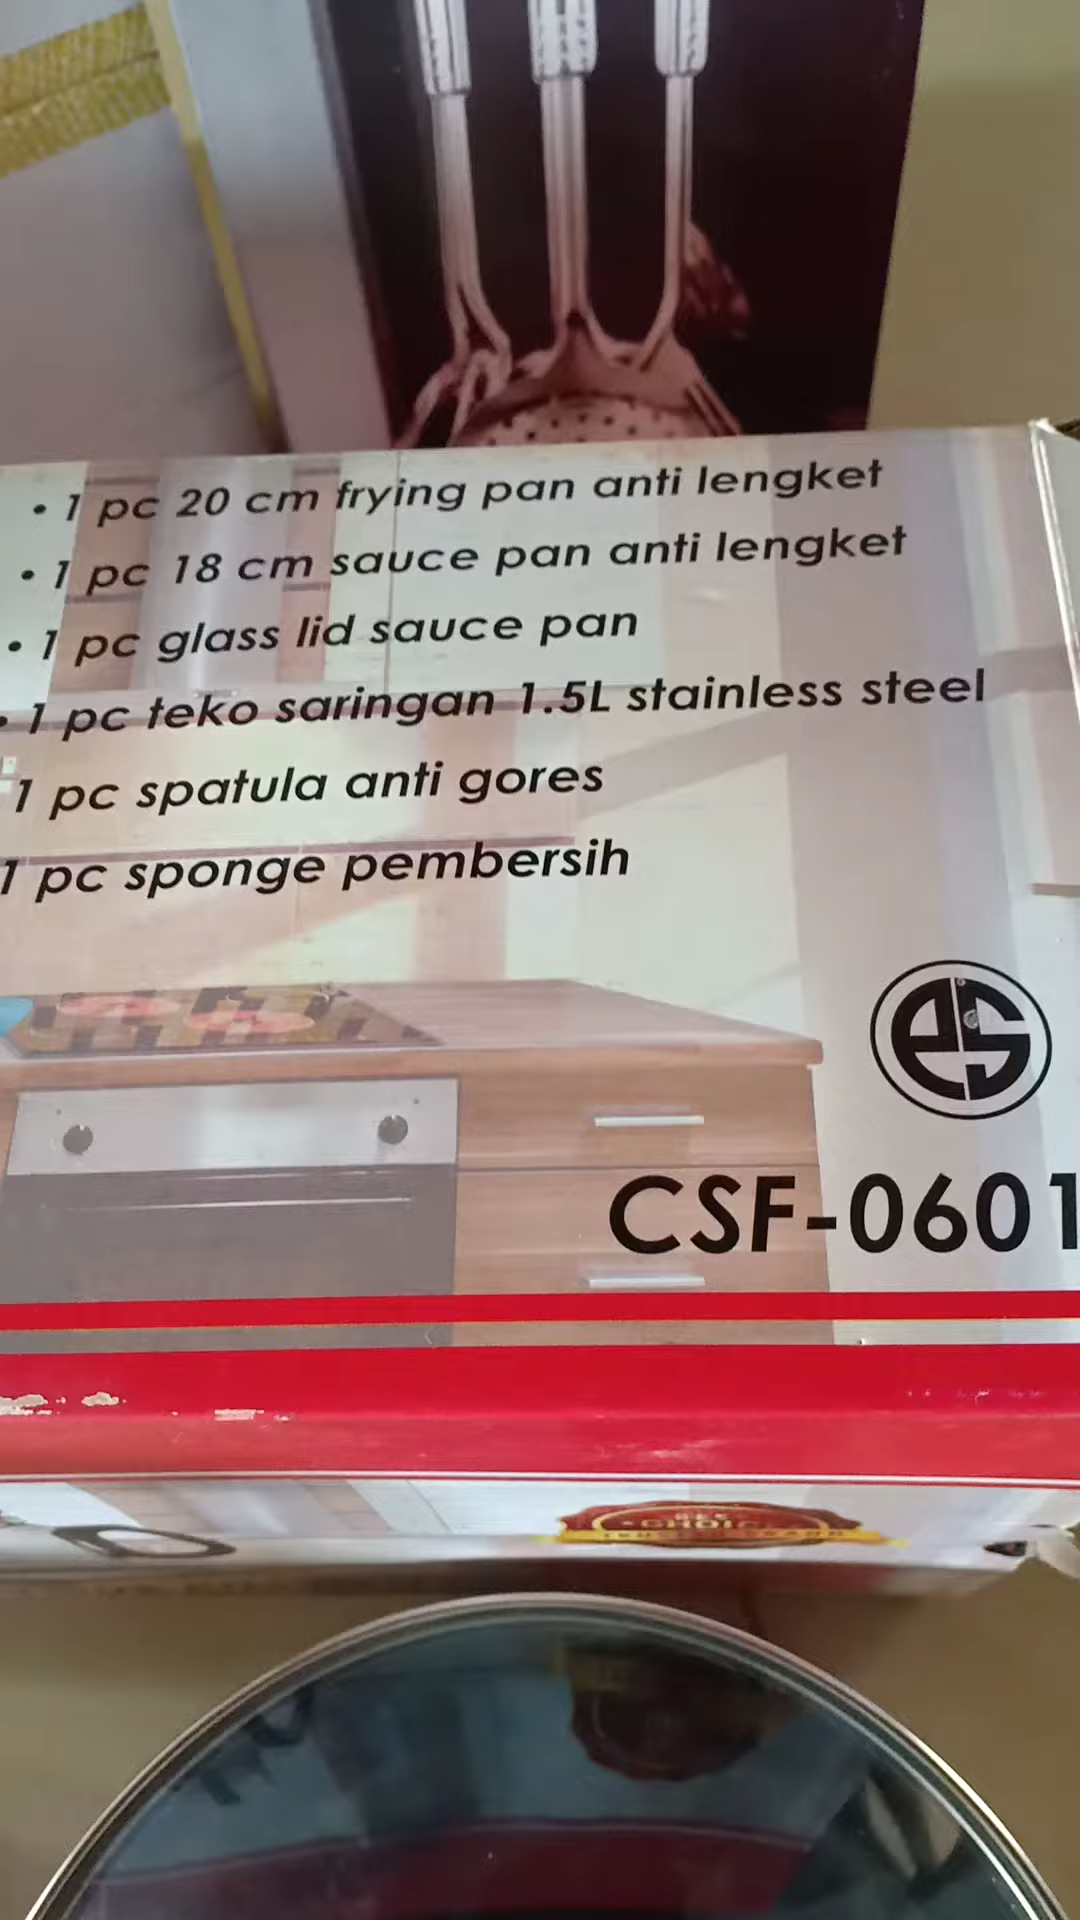 • 1 pc 20 cm frying pan anti lengket
• 1 pc 18 cm sauce pan anti lengket
• 1 pc glass lid sauce pan
• 1 pc teko saringan 1.5L stainless steel
1 pc spatula anti gores
1 pc sponge pembersih
es
CSF-0601